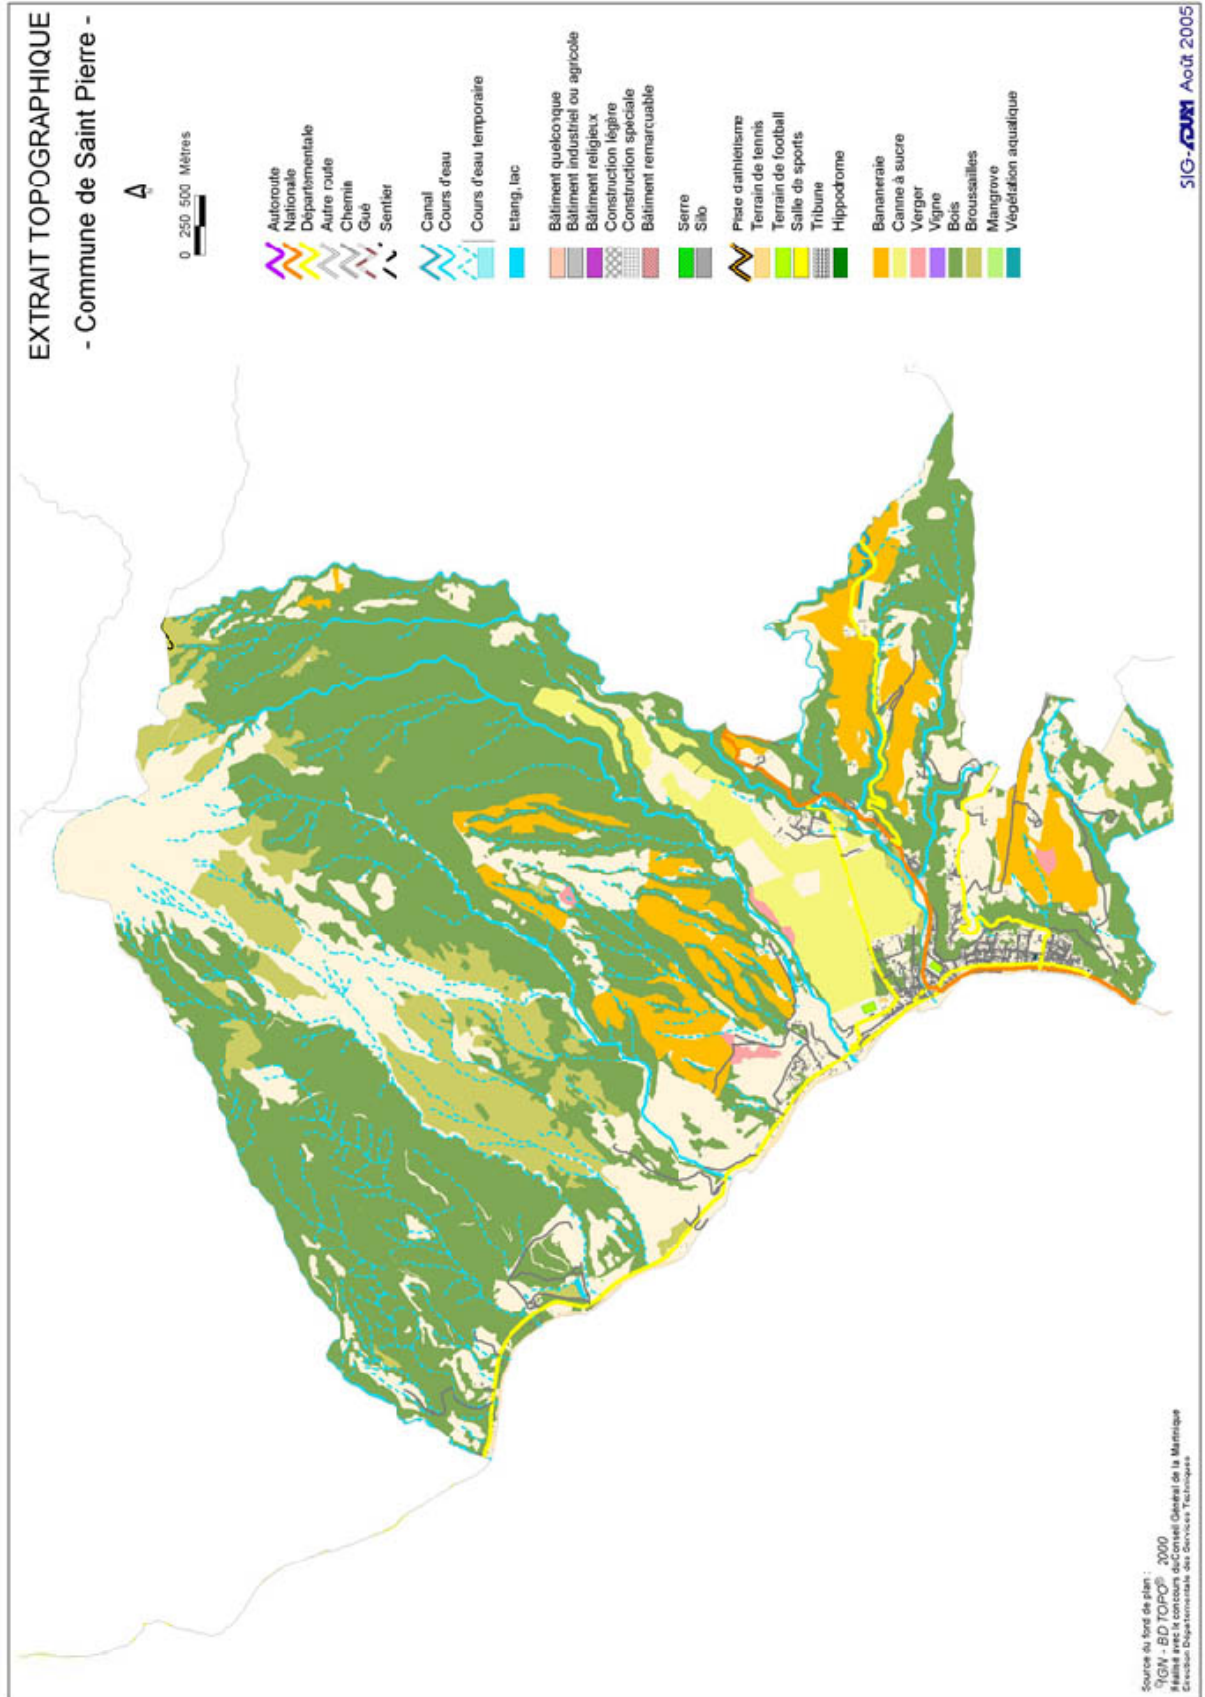 EXTRAIT TOPOGRAPHIQUE
- Commune de Saint Pierre -
0 250 500 Mètres
Autoroute
Nationale
Départementale
Autre route
Chemin
Gué
Sentier
Canal
Cours d'eau
Cours d'eau temporaire
Etang, lac
Bâtiment quelconque
Bâtiment industriel ou agricole
Bâtiment religieux
Construction légère
Construction spéciale
Bâtiment remarquable
Serre
Silo
Piste d'athlétisme
Terrain de tennis
Terrain de football
Salle de sports
Tribune
Hippodrome
Bananeraie
Canne à sucre
Verger
Vigne
Bois
Broussailles
Mangrove
Végétation aquatique
SIG-ADUAM Août 2005
Source du fond de plan :
©IGN - BD TOPO® 2000
Réalisé avec le concours du Conseil Général de la Martinique
Direction Départementale des Services Techniques